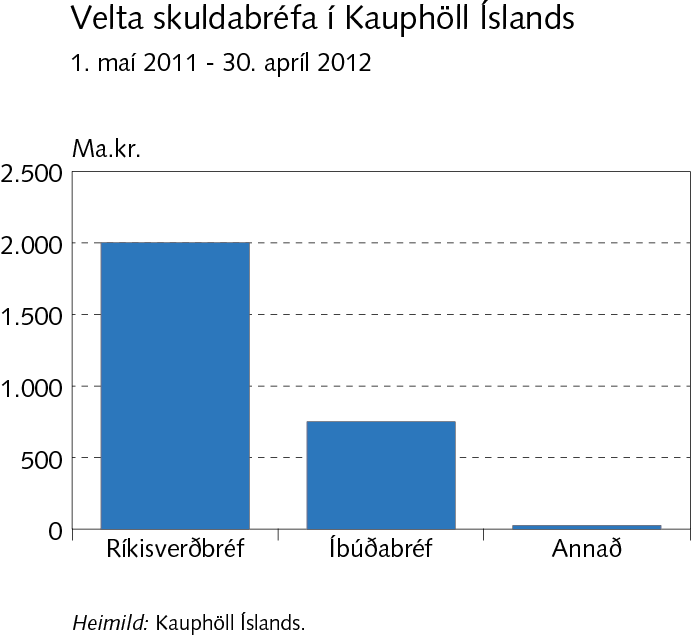 Velta skuldabréfa í Kauphöll Íslands
1. maí 2011 - 30. apríl 2012
Ma.kr.
2.500
2.000
1.500
1.000
500
0
Ríkisverðbréf Íbúðabréf Annað
Heimild: Kauphöll Íslands.